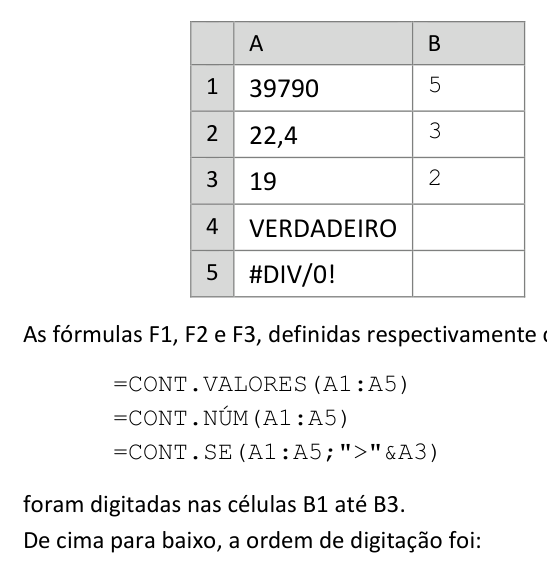 A B
1 39790 5
2 22,4 3
3 19 2
4 VERDADEIRO
5 #DIV/0!
As fórmulas F1, F2 e F3, definidas respectivamente
=CONT.VALORES(A1:A5)
=CONT.NÚM(A1:A5)
=CONT.SE(A1:A5;">"&A3)
foram digitadas nas células B1 até B3.
De cima para baixo, a ordem de digitação foi: